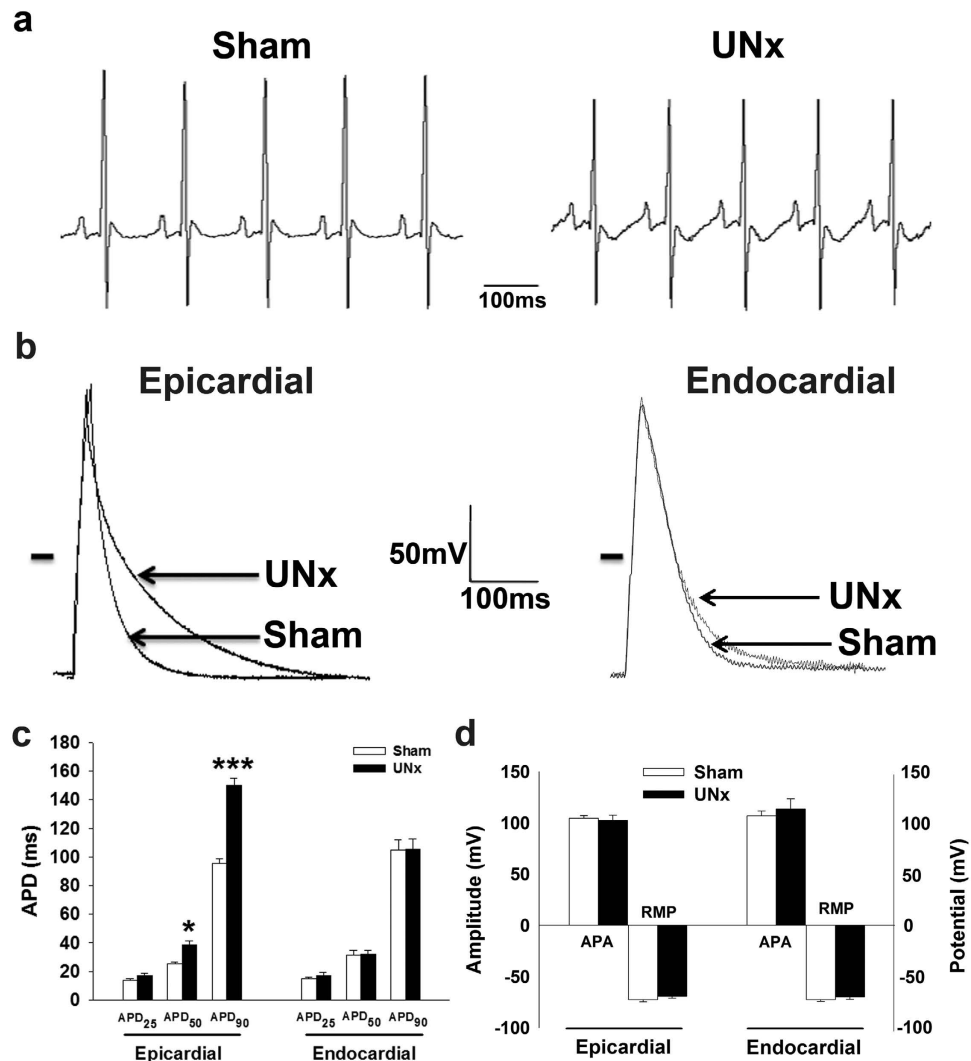 a
Sham UNx
100ms
b
Epicardial Endocardial
50mV
100ms
UNx
Sham
UNx
Sham
c
180
160
140
120
100
80
60
40
20
0
APD (ms)
Sham
UNx
*
***
APD25 APD50 APD90 APD25 APD50 APD90
Epicardial Endocardial
d
150
100
50
0
-50
-100
Amplitude (mV)
Sham
UNx
APA RMP APA RMP
150
100
50
0
-50
-100
Potential (mV)
Epicardial Endocardial